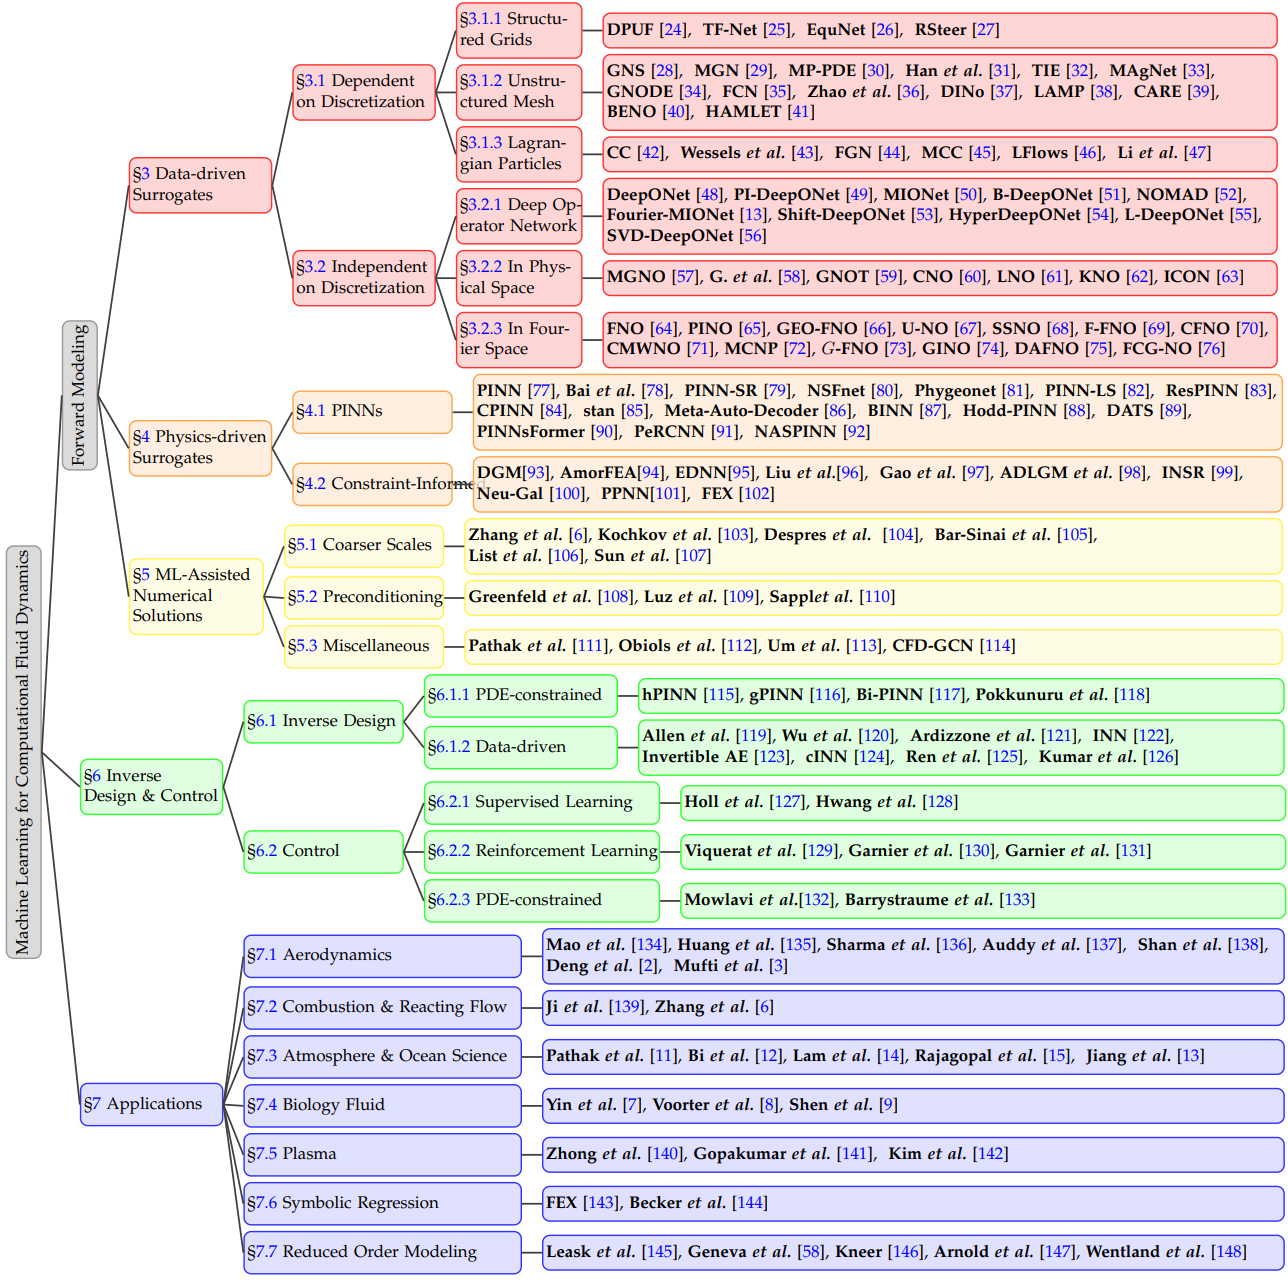 Machine Learning for Computational Fluid Dynamics
Forward Modeling
§3 Data-driven
Surrogates
§3.1 Dependent
on Discretization
§3.1.1 Structu-
red Grids
DPUF [24], TF-Net [25], EquNet [26], RSteer [27]
§3.1.2 Unstru-
ctured Mesh
GNS [28], MGN [29], MP-PDE [30], Han et al. [31], TIE [32], MAgNet [33],
GNODE [34], FCN [35], Zhao et al. [36], DINo [37], LAMP [38], CARE [39],
BENO [40], HAMLET [41]
§3.1.3 Lagran-
gian Particles
CC [42], Wessels et al. [43], FGN [44], MCC [45], LFlows [46], Li et al. [47]
§3.2 Independent
on Discretization
§3.2.1 Deep Op-
erator Network
DeepONet [48], PI-DeepONet [49], MIONet [50], B-DeepONet [51], NOMAD [52],
Fourier-MIONet [13], Shift-DeepONet [53], HyperDeepONet [54], L-DeepONet [55],
SVD-DeepONet [56]
§3.2.2 In Phys-
ical Space
MGNO [57], G. et al. [58], GNOT [59], CNO [60], LNO [61], KNO [62], ICON [63]
§3.2.3 In Four-
ier Space
FNO [64], PINO [65], GEO-FNO [66], U-NO [67], SSNO [68], F-FNO [69], CFNO [70],
CMWNO [71], MCNP [72], G-FNO [73], GINO [74], DAFNO [75], FCG-NO [76]
§4 Physics-driven
Surrogates
§4.1 PINNs
PINN [77], Bai et al. [78], PINN-SR [79], NSFnet [80], Phygeonet [81], PINN-LS [82], ResPINN [83],
CPINN [84], stan [85], Meta-Auto-Decoder [86], BINN [87], Hodd-PINN [88], DATS [89],
PINNsFormer [90], PeRCNN [91], NASPINN [92]
§4.2 Constraint-Informed
DGM[93], AmorFEA[94], EDNN[95], Liu et al.[96], Gao et al. [97], ADLGM et al. [98], INSR [99],
Neu-Gal [100], PPNN[101], FEX [102]
§5 ML-Assisted
Numerical
Solutions
§5.1 Coarser Scales
Zhang et al. [6], Kochkov et al. [103], Despres et al. [104], Bar-Sinai et al. [105],
List et al. [106], Sun et al. [107]
§5.2 Preconditioning
Greenfeld et al. [108], Luz et al. [109], Sapplet al. [110]
§5.3 Miscellaneous
Pathak et al. [111], Obiols et al. [112], Um et al. [113], CFD-GCN [114]
§6 Inverse
Design & Control
§6.1 Inverse Design
§6.1.1 PDE-constrained
hPINN [115], gPINN [116], Bi-PINN [117], Pokkunuru et al. [118]
§6.1.2 Data-driven
Allen et al. [119], Wu et al. [120], Ardizzone et al. [121], INN [122],
Invertible AE [123], cINN [124], Ren et al. [125], Kumar et al. [126]
§6.2 Control
§6.2.1 Supervised Learning
Holl et al. [127], Hwang et al. [128]
§6.2.2 Reinforcement Learning
Viquerat et al. [129], Garnier et al. [130], Garnier et al. [131]
§6.2.3 PDE-constrained
Mowlavi et al.[132], Barrystraume et al. [133]
§7 Applications
§7.1 Aerodynamics
Mao et al. [134], Huang et al. [135], Sharma et al. [136], Auddy et al. [137], Shan et al. [138],
Deng et al. [2], Mufti et al. [3]
§7.2 Combustion & Reacting Flow
Ji et al. [139], Zhang et al. [6]
§7.3 Atmosphere & Ocean Science
Pathak et al. [11], Bi et al. [12], Lam et al. [14], Rajagopal et al. [15], Jiang et al. [13]
§7.4 Biology Fluid
Yin et al. [7], Voorter et al. [8], Shen et al. [9]
§7.5 Plasma
Zhong et al. [140], Gopakumar et al. [141], Kim et al. [142]
§7.6 Symbolic Regression
FEX [143], Becker et al. [144]
§7.7 Reduced Order Modeling
Leask et al. [145], Geneva et al. [58], Kneer [146], Arnold et al. [147], Wentland et al. [148]